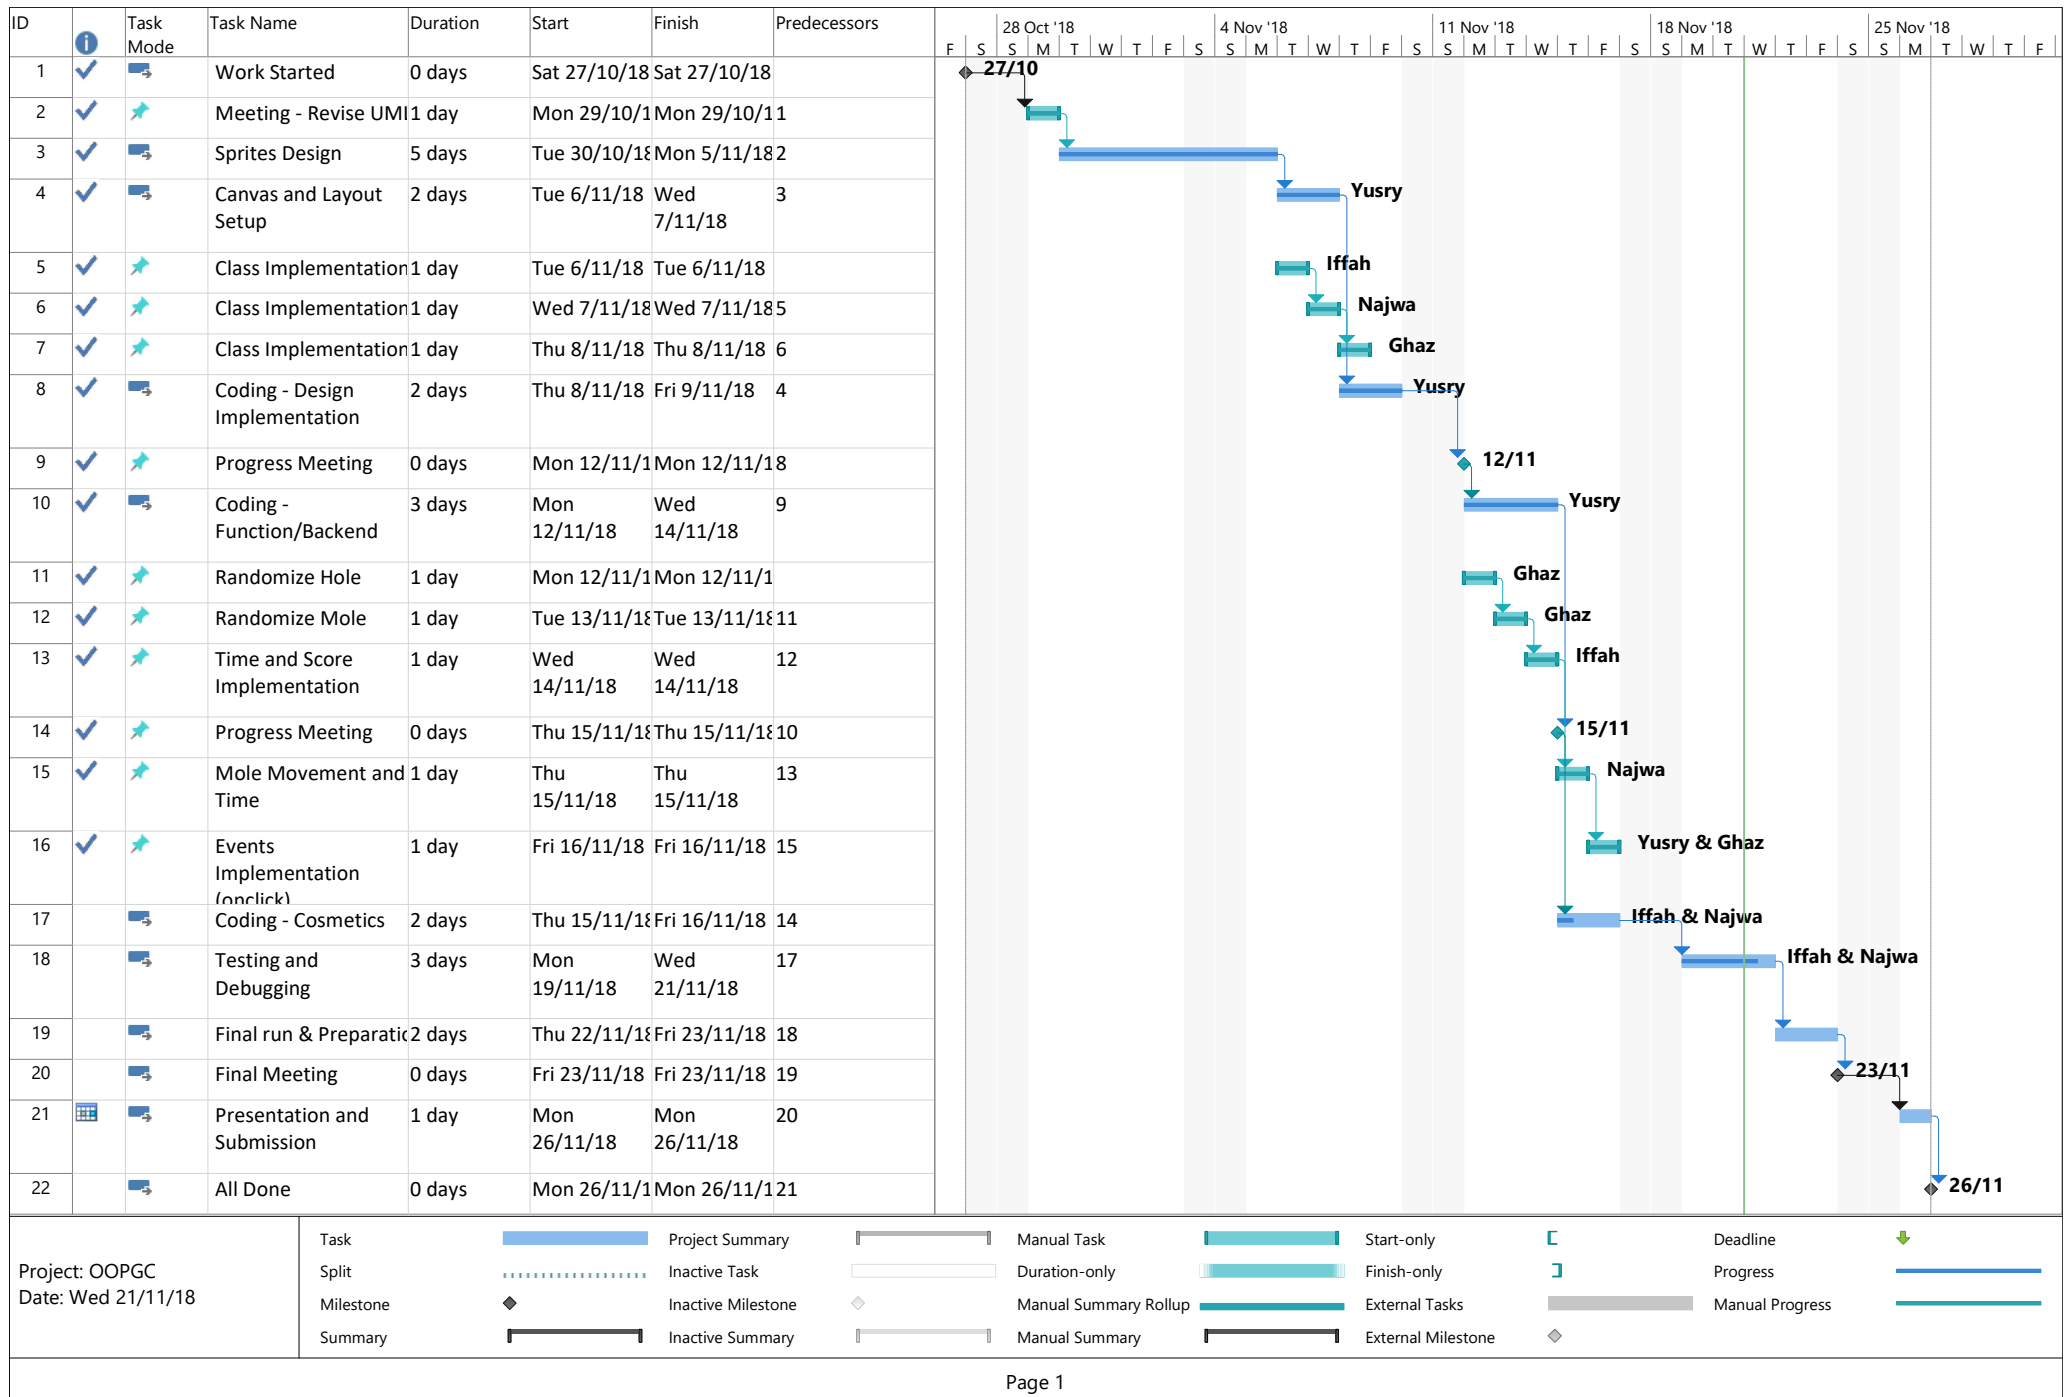 ID Task Mode Task Name Duration Start Finish Predecessors
28 Oct '18 4 Nov '18 11 Nov '18 18 Nov '18 25 Nov '18
F S S M T W T F S S M T W T F S S M T W T F S S M T W T F S S M T W T F
1 Work Started 0 days Sat 27/10/18 Sat 27/10/18 27/10
2 Meeting - Revise UML 1 day Mon 29/10/1 Mon 29/10/1 1
3 Sprites Design 5 days Tue 30/10/18 Mon 5/11/18 2
4 Canvas and Layout Setup 2 days Tue 6/11/18 Wed 7/11/18 3 Yusry
5 Class Implementation 1 day Tue 6/11/18 Tue 6/11/18 Iffah
6 Class Implementation 1 day Wed 7/11/18 Wed 7/11/18 5 Najwa
7 Class Implementation 1 day Thu 8/11/18 Thu 8/11/18 6 Ghaz
8 Coding - Design Implementation 2 days Thu 8/11/18 Fri 9/11/18 4 Yusry
9 Progress Meeting 0 days Mon 12/11/1 Mon 12/11/1 8 12/11
10 Coding - Function/Backend 3 days Mon 12/11/18 Wed 14/11/18 9 Yusry
11 Randomize Hole 1 day Mon 12/11/1 Mon 12/11/1 Ghaz
12 Randomize Mole 1 day Tue 13/11/18 Tue 13/11/18 11 Ghaz
13 Time and Score Implementation 1 day Wed 14/11/18 Wed 14/11/18 12 Iffah
14 Progress Meeting 0 days Thu 15/11/18 Thu 15/11/18 10 15/11
15 Mole Movement and Time 1 day Thu 15/11/18 Thu 15/11/18 13 Najwa
16 Events Implementation (onclick) 1 day Fri 16/11/18 Fri 16/11/18 15 Yusry & Ghaz
17 Coding - Cosmetics 2 days Thu 15/11/18 Fri 16/11/18 14 Iffah & Najwa
18 Testing and Debugging 3 days Mon 19/11/18 Wed 21/11/18 17 Iffah & Najwa
19 Final run & Preparatic 2 days Thu 22/11/18 Fri 23/11/18 18
20 Final Meeting 0 days Fri 23/11/18 Fri 23/11/18 19 23/11
21 Presentation and Submission 1 day Mon 26/11/18 Mon 26/11/18 20
22 All Done 0 days Mon 26/11/1 Mon 26/11/1 21 26/11
Project: OOPGC
Date: Wed 21/11/18
Task Project Summary Manual Task Start-only Deadline
Split Inactive Task Duration-only Finish-only Progress
Milestone Inactive Milestone Manual Summary Rollup External Tasks Manual Progress
Summary Inactive Summary Manual Summary External Milestone
Page 1